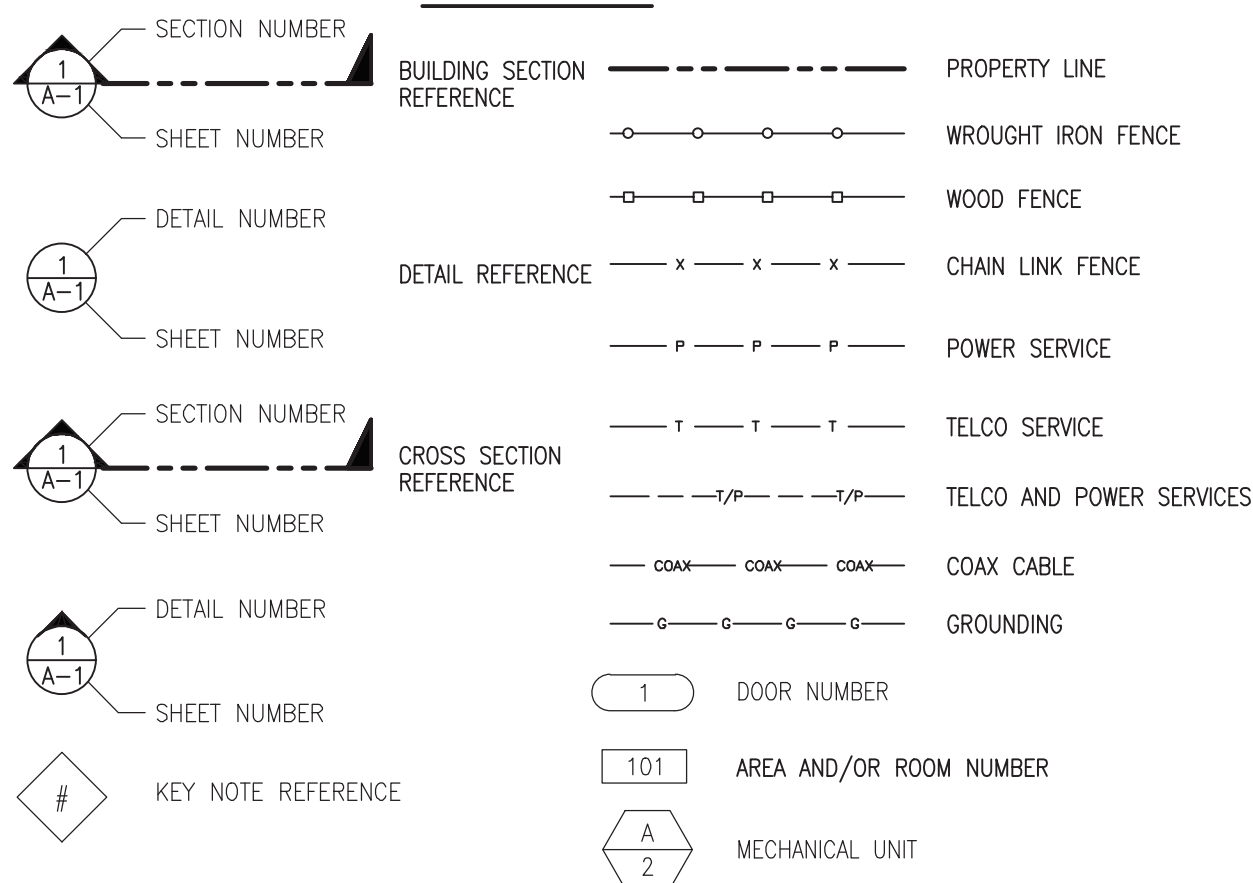 SECTION NUMBER
1
A-1
SHEET NUMBER
BUILDING SECTION
REFERENCE
DETAIL NUMBER
1
A-1
SHEET NUMBER
DETAIL REFERENCE
SECTION NUMBER
1
A-1
SHEET NUMBER
CROSS SECTION
REFERENCE
DETAIL NUMBER
1
A-1
SHEET NUMBER
# KEY NOTE REFERENCE
PROPERTY LINE
WROUGHT IRON FENCE
WOOD FENCE
X X X CHAIN LINK FENCE
P P P POWER SERVICE
T T T TELCO SERVICE
T/P T/P TELCO AND POWER SERVICES
COAX COAX COAX COAX CABLE
G G G G GROUNDING
1 DOOR NUMBER
101 AREA AND/OR ROOM NUMBER
A
2
MECHANICAL UNIT